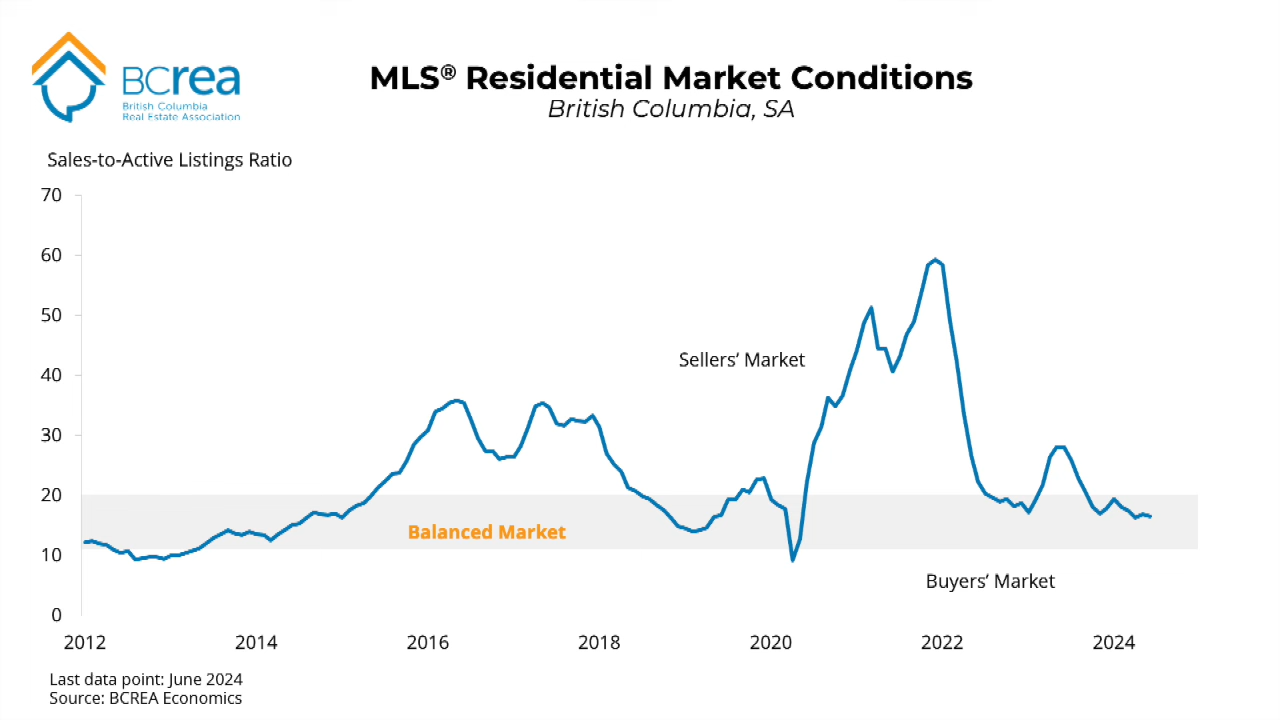 BCrea
British Columbia
Real Estate Association
MLS® Residential Market Conditions
British Columbia, SA
Sales-to-Active Listings Ratio
70
60
50
40
30
20
10
0
Sellers‘ Market
Balanced Market
Buyers‘ Market
2012 2014 2016 2018 2020 2022 2024
Last data point: June 2024
Source: BCREA Economics